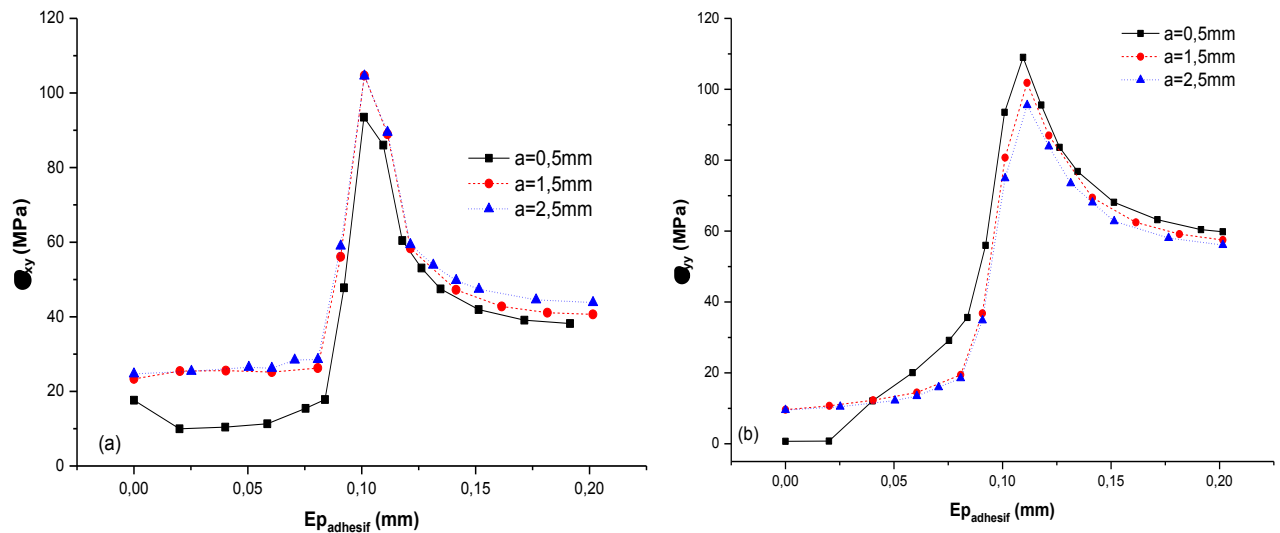 120
100
80
60
40
20
0
σxy (MPa)
a=0,5mm
a=1,5mm
a=2,5mm
(a)
0,00 0,05 0,10 0,15 0,20
Epadhesif (mm)
120
100
80
60
40
20
0
σyy (MPa)
a=0,5mm
a=1,5mm
a=2,5mm
(b)
0,00 0,05 0,10 0,15 0,20
Epadhesif (mm)